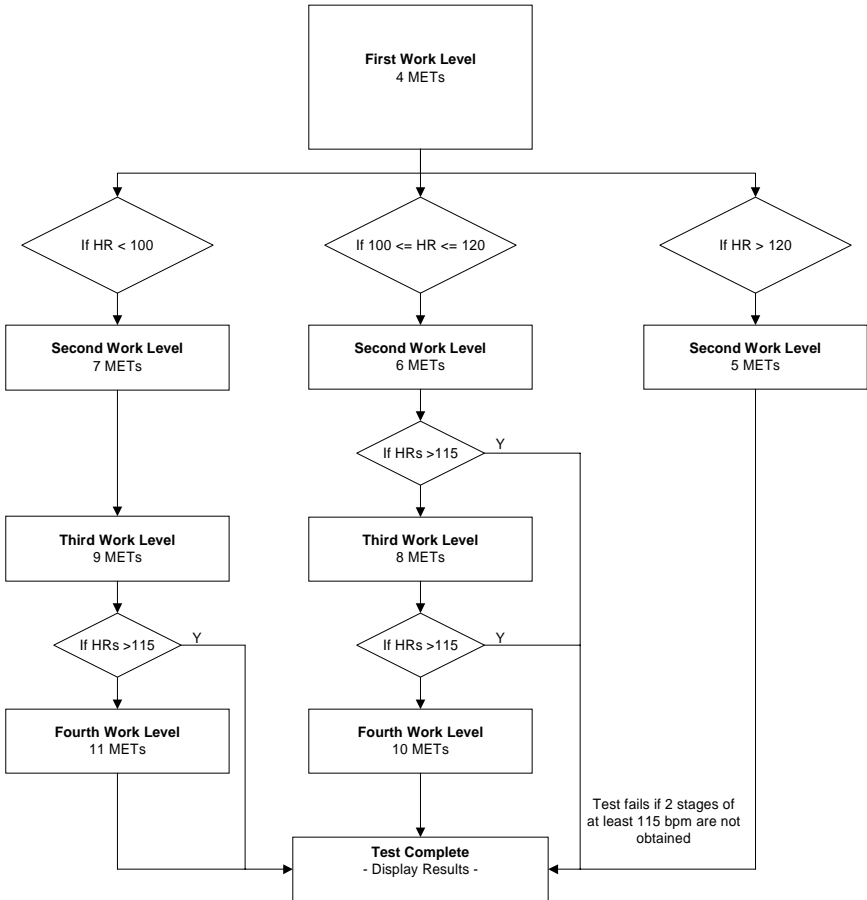 First Work Level
4 METs
If HR < 100
If 100 <= HR <= 120
If HR > 120
Second Work Level
7 METs
Second Work Level
6 METs
Second Work Level
5 METs
If HRs >115
Y
Third Work Level
9 METs
Third Work Level
8 METs
If HRs >115
Y
If HRs >115
Y
Fourth Work Level
11 METs
Fourth Work Level
10 METs
Test fails if 2 stages of
at least 115 bpm are not
obtained
Test Complete
- Display Results -